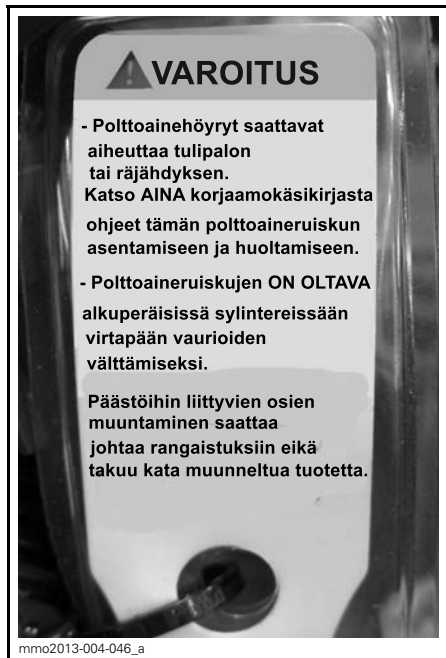 VAROITUS
- Polttoainehöyryt saattavat
aiheuttaa tulipalon
tai räjähdyksen.
Katso AINA korjaamokäsikirjasta
ohjeet tämän polttoaineruiskun
asentamiseen ja huoltamiseen.
- Polttoaineruiskujen ON OLTAVA
alkuperäisissä sylintereissään
virtapään vaurioiden
välttämiseksi.
Päästöihin liittyvien osien
muuntaminen saattaa
johtaa rangaistuksiin eikä
takuu kata muunneltua tuotetta.
mmo2013-004-046_a